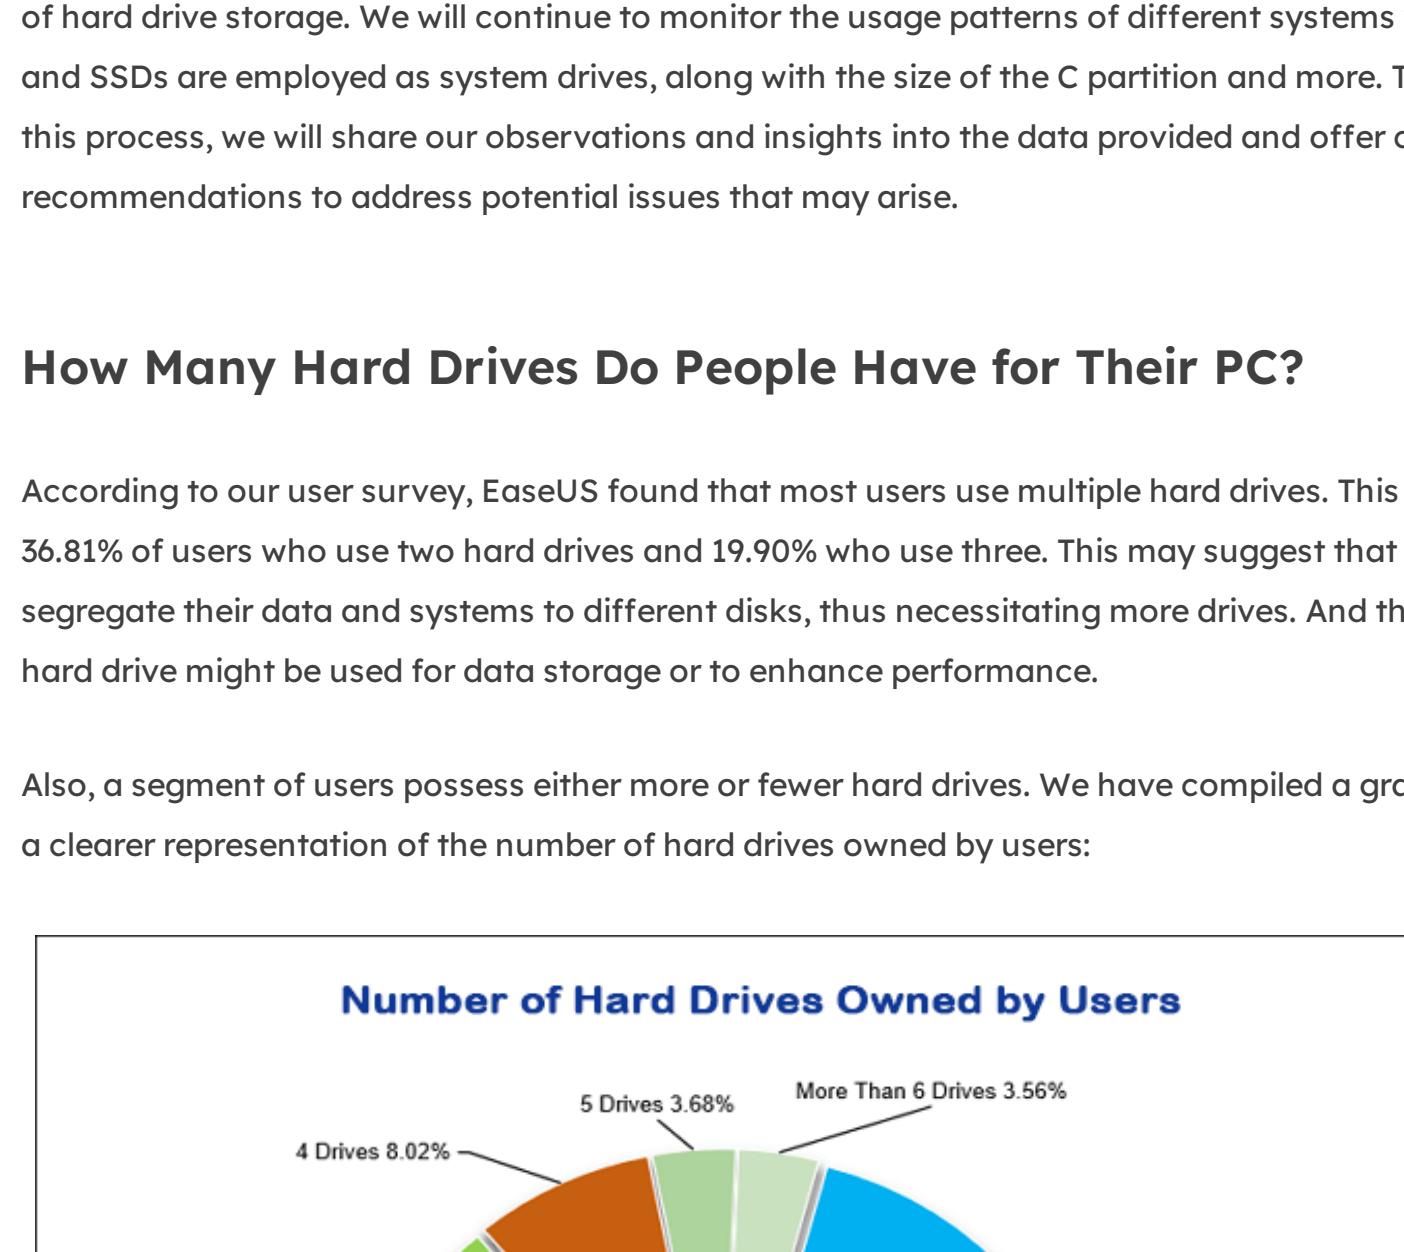 of hard drive storage. We will continue to monitor the usage patterns of different systems
and SSDs are employed as system drives, along with the size of the C partition and more.
this process, we will share our observations and insights into the data provided and offer
recommendations to address potential issues that may arise.
How Many Hard Drives Do People Have for Their PC?
According to our user survey, EaseUS found that most users use multiple hard drives. This
36.81% of users who use two hard drives and 19.90% who use three. This may suggest that
segregate their data and systems to different disks, thus necessitating more drives. And
hard drive might be used for data storage or to enhance performance.
Also, a segment of users possess either more or fewer hard drives. We have compiled a
a clearer representation of the number of hard drives owned by users:
Number of Hard Drives Owned by Users
More Than 6 Drives 3.56%
5 Drives 3.68%
4 Drives 8.02%